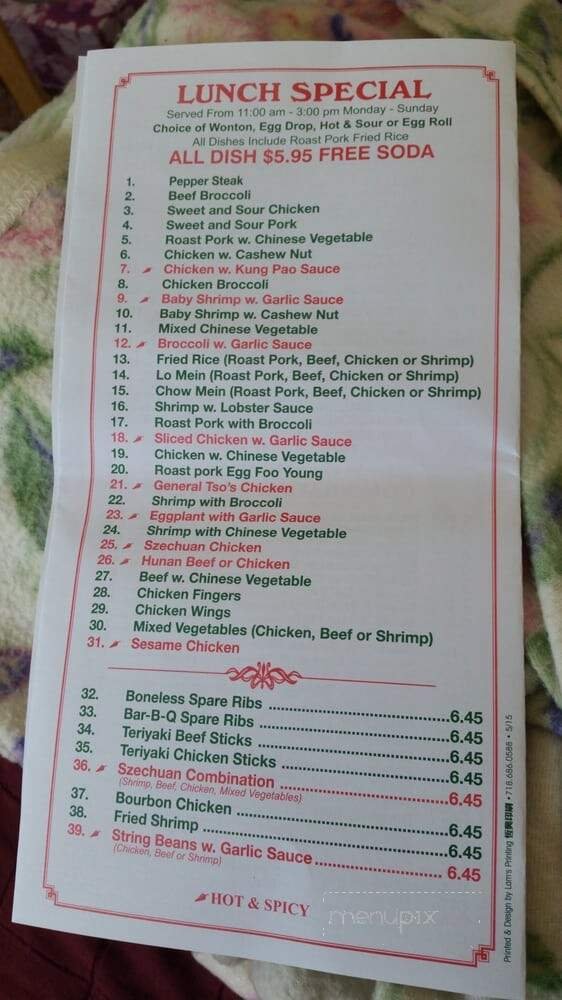 LUNCH SPECIAL
Served From 11:00 am - 3:00 pm Monday - Sunday
Choice of Wonton, Egg Drop, Hot & Sour or Egg Roll
All Dishes Include Roast Pork Fried Rice
ALL DISH $5.95 FREE SODA
1. Pepper Steak
2. Beef Broccoli
3. Sweet and Sour Chicken
4. Sweet and Sour Pork
5. Roast Pork w. Chinese Vegetable
6. Chicken w. Cashew Nut
7. Chicken w. Kung Pao Sauce
8. Chicken Broccoli
9. Baby Shrimp w. Garlic Sauce
10. Baby Shrimp w. Cashew Nut
11. Mixed Chinese Vegetable
12. Broccoli w. Garlic Sauce
13. Fried Rice (Roast Pork, Beef, Chicken or Shrimp)
14. Lo Mein (Roast Pork, Beef, Chicken or Shrimp)
15. Chow Mein (Roast Pork, Beef, Chicken or Shrimp)
16. Shrimp w. Lobster Sauce
17. Roast Pork with Broccoli
18. Sliced Chicken w. Garlic Sauce
19. Chicken w. Chinese Vegetable
20. Roast pork Egg Foo Young
21. General Tso's Chicken
22. Shrimp with Broccoli
23. Eggplant with Garlic Sauce
24. Shrimp with Chinese Vegetable
25. Szechuan Chicken
26. Hunan Beef or Chicken
27. Beef w. Chinese Vegetable
28. Chicken Fingers
29. Chicken Wings
30. Mixed Vegetables (Chicken, Beef or Shrimp)
31. Sesame Chicken
32. Boneless Spare Ribs ........ 6.45
33. Bar-B-Q Spare Ribs ........ 6.45
34. Teriyaki Beef Sticks ........ 6.45
35. Teriyaki Chicken Sticks ........ 6.45
36. Szechuan Combination ........ 6.45
(Shrimp, Beef, Chicken, Mixed Vegetables)
37. Bourbon Chicken ........ 6.45
38. Fried Shrimp ........ 6.45
39. String Beans w. Garlic Sauce ........ 6.45
(Chicken, Beef or Shrimp)
HOT & SPICY
menupix
Printed & Design by Lam's Printing • 718.686.0588 • 5/15